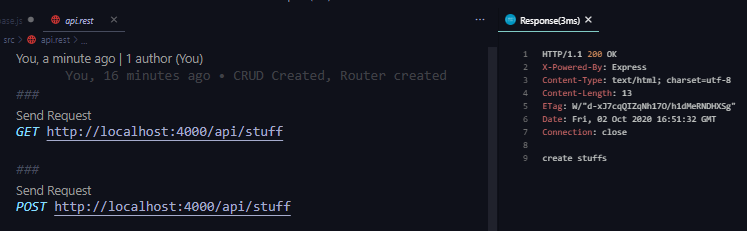 base.js
api.rest
...
src > api.rest > ...
You, a minute ago | 1 author (You)
You, 16 minutes ago • CRUD Created, Router created
###
Send Request
GET http://localhost:4000/api/stuff
###
Send Request
POST http://localhost:4000/api/stuff
Response(3ms)
1 HTTP/1.1 200 OK
2 X-Powered-By: Express
3 Content-Type: text/html; charset=utf-8
4 Content-Length: 13
5 ETag: W/"d-xJ7cqQIZqNh17O/h1dMeRNDHXSg"
6 Date: Fri, 02 Oct 2020 16:51:32 GMT
7 Connection: close
8
9 create stuffs